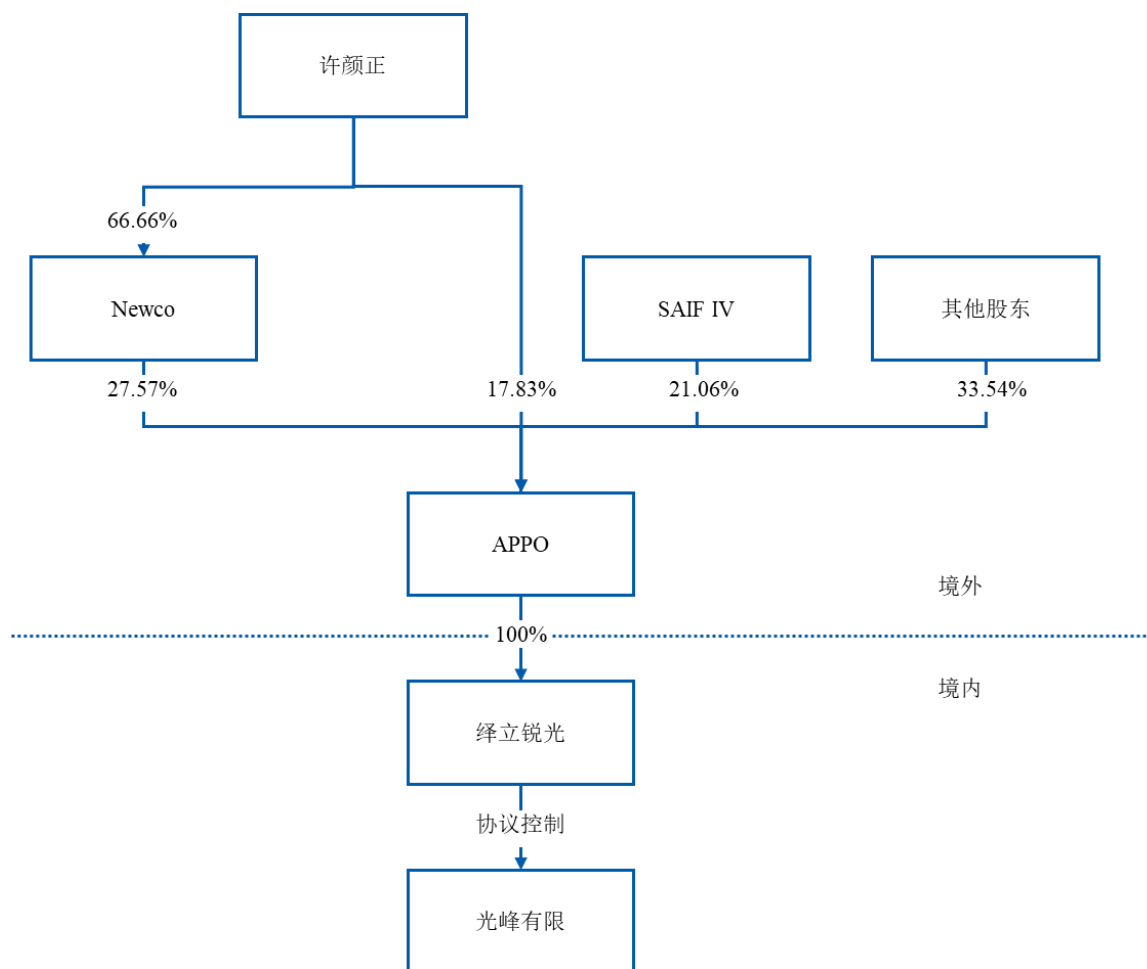 许颜正
66.66%
Newco
SAIF IV
其他股东
27.57%
17.83%
21.06%
33.54%
APPO
境外
100%
境内
绎立锐光
协议控制
光峰有限